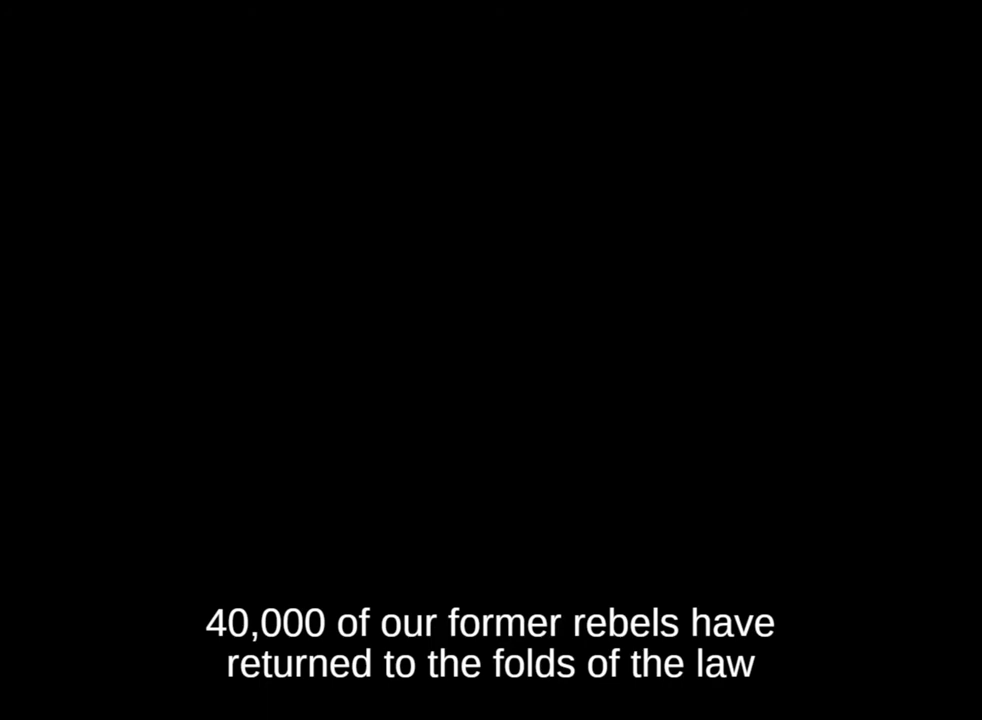 40,000 of our former rebels have
returned to the folds of the law